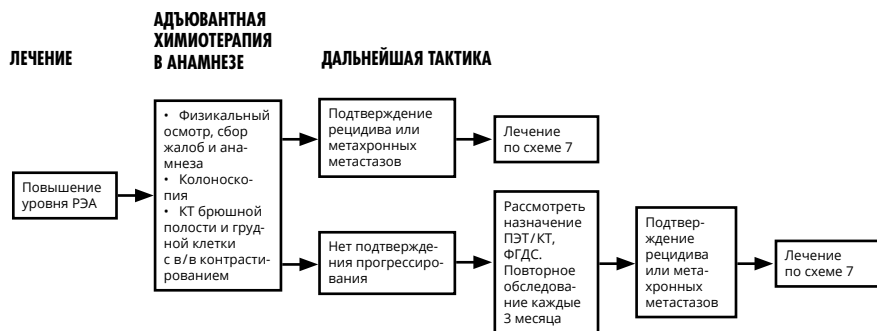 ЛЕЧЕНИЕ
АДЪЮВАНТНАЯ
ХИМИОТЕРАПИЯ
В АНАМНЕЗЕ
ДАЛЬНЕЙШАЯ ТАКТИКА
Повышение
уровня РЭА
• Физикальный
осмотр, сбор
жалоб и ана-
мнеза
• Колоноско-
пия
• КТ брюшной
полости и груд-
ной клетки
с в/в контрасти-
рованием
Подтверждение
рецидива или
метахронных
метастазов
Лечение
по схеме 7
Нет подтвержде-
ния прогрессиро-
вания
Рассмотреть
назначение
ПЭТ/КТ,
ФГДС.
Повторное
обследова-
ние каждые
3 месяца
Подтвер-
ждение
рецидива
или мета-
хронных
метастазов
Лечение
по схеме 7